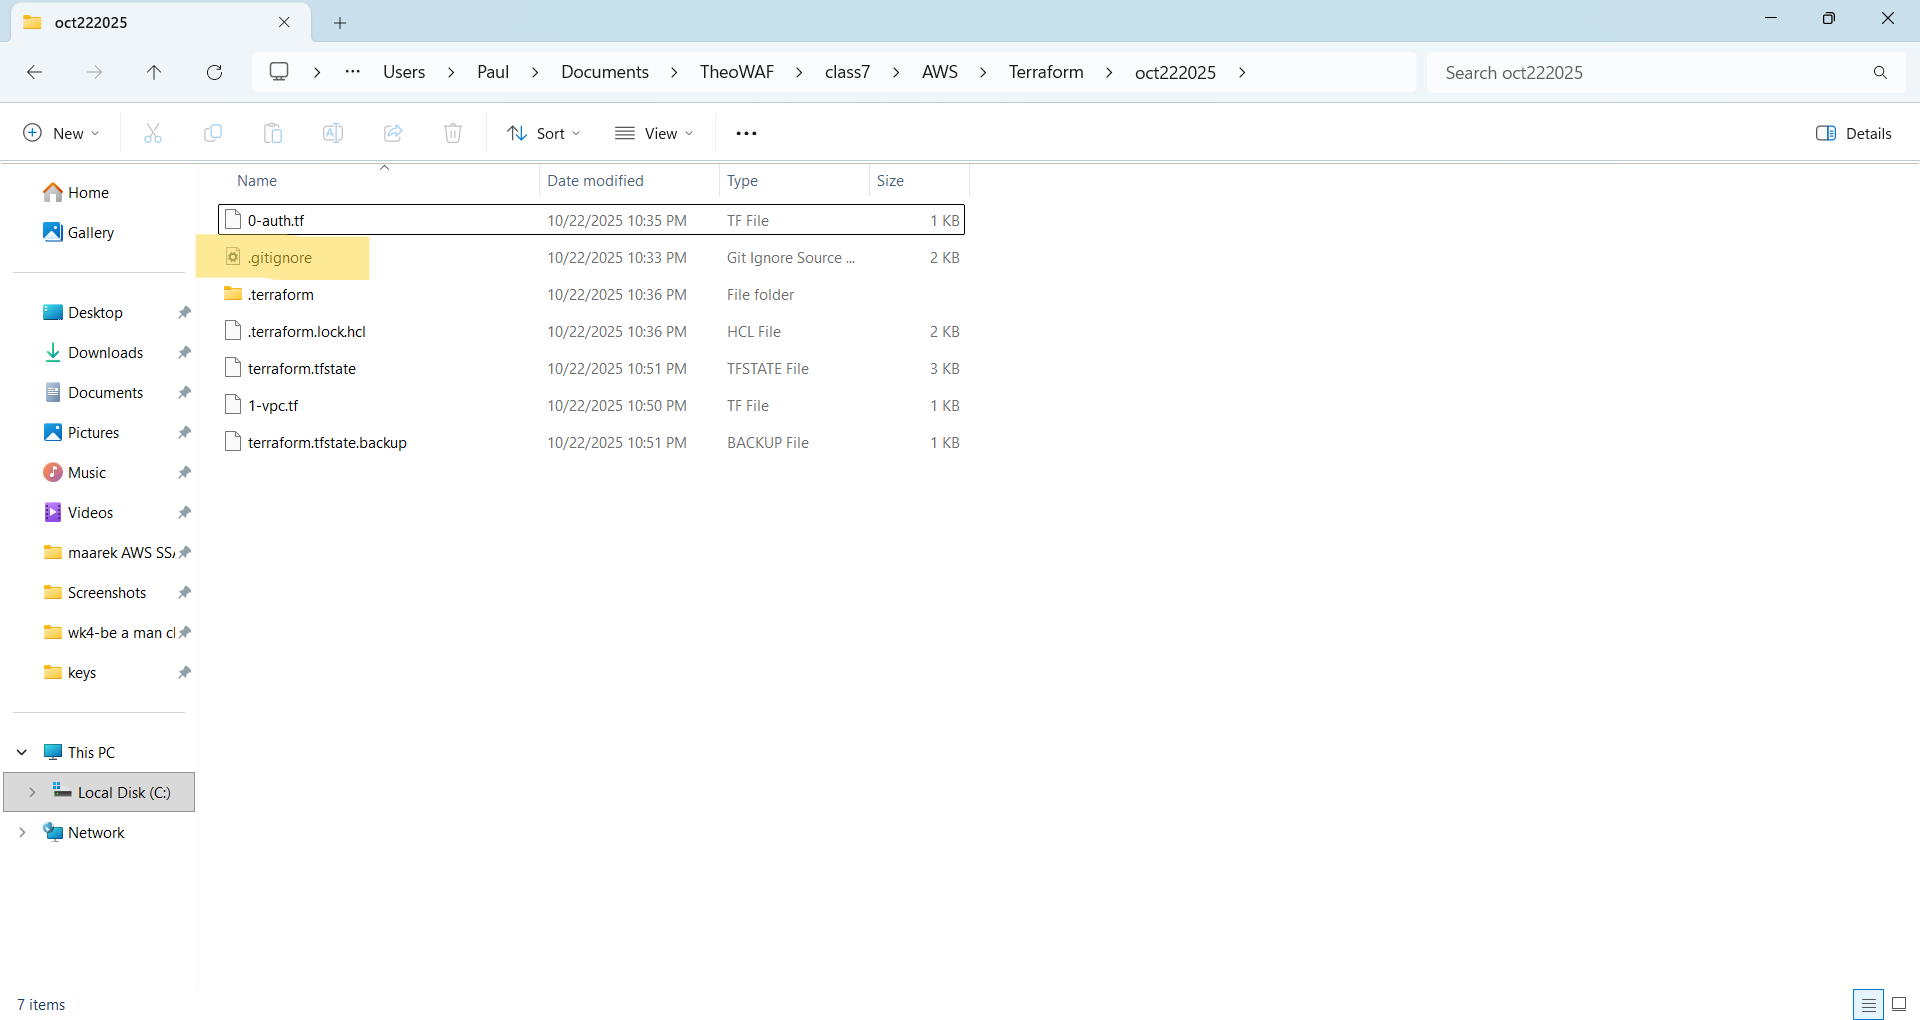 oct222025
Users > Paul > Documents > TheoWAF > class7 > AWS > Terraform > oct222025 >
Search oct222025
New
Sort
View
Details
Name Date modified Type Size
0-auth.tf 10/22/2025 10:35 PM TF File 1 KB
.gitignore 10/22/2025 10:33 PM Git Ignore Source ... 2 KB
.terraform 10/22/2025 10:36 PM File folder
.terraform.lock.hcl 10/22/2025 10:36 PM HCL File 2 KB
terraform.tfstate 10/22/2025 10:51 PM TFSTATE File 3 KB
1-vpc.tf 10/22/2025 10:50 PM TF File 1 KB
terraform.tfstate.backup 10/22/2025 10:51 PM BACKUP File 1 KB
Home
Gallery
Desktop
Downloads
Documents
Pictures
Music
Videos
maarek AWS SS
Screenshots
wk4-be a man
keys
This PC
Local Disk (C:)
Network
7 items